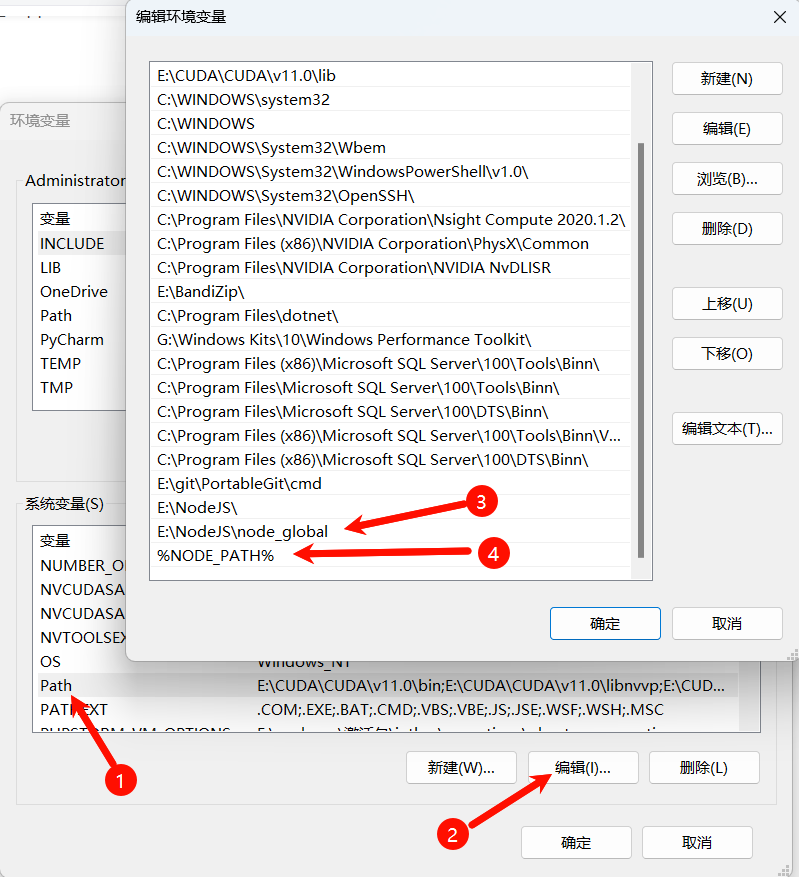 编辑环境变量
E:\CUDA\CUDA\v11.0\lib
C:\WINDOWS\system32
C:\WINDOWS
C:\WINDOWS\System32\Wbem
C:\WINDOWS\System32\WindowsPowerShell\v1.0\
C:\WINDOWS\System32\OpenSSH\
C:\Program Files\NVIDIA Corporation\Nsight Compute 2020.1.2\
C:\Program Files (x86)\NVIDIA Corporation\PhysX\Common
C:\Program Files\NVIDIA Corporation\NVIDIA NvDLISR
E:\BandiZip\
C:\Program Files\dotnet\
G:\Windows Kits\10\Windows Performance Toolkit\
C:\Program Files (x86)\Microsoft SQL Server\100\Tools\Binn\
C:\Program Files\Microsoft SQL Server\100\Tools\Binn\
C:\Program Files\Microsoft SQL Server\100\DTS\Binn\
C:\Program Files (x86)\Microsoft SQL Server\100\Tools\Binn\V...
C:\Program Files (x86)\Microsoft SQL Server\100\DTS\Binn\
E:\git\PortableGit\cmd
E:\NodeJS\
E:\NodeJS\node_global
%NODE_PATH%
3
4
新建(N)
编辑(E)
浏览(B)...
删除(D)
上移(U)
下移(O)
编辑文本(T)...
确定
取消
环境变量
Administrator
变量
INCLUDE
LIB
OneDrive
Path
PyCharm
TEMP
TMP
系统变量(S)
变量
NUMBER_O
NVCUDASA
NVCUDASA
NVTOOLSEX
OS Windows_NT
Path E:\CUDA\CUDA\v11.0\bin;E:\CUDA\CUDA\v11.0\libnvvp;E:\CUD...
PATHEXT .COM;.EXE;.BAT;.CMD;.VBS;.VBE;.JS;.JSE;.WSF;.WSH;.MSC
1
新建(W)...
编辑(I)...
删除(L)
2
确定
取消